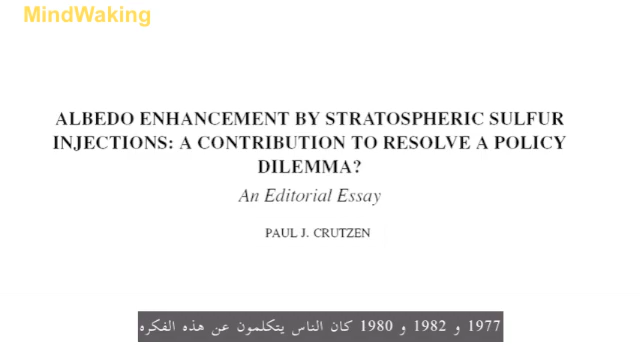 MindWaking
ALBEDO ENHANCEMENT BY STRATOSPHERIC SULFUR
INJECTIONS: A CONTRIBUTION TO RESOLVE A POLICY
DILEMMA?
An Editorial Essay
PAUL J. CRUTZEN
1977 و 1982 و 1980 كان الناس يتكلمون عن هذه الفكره